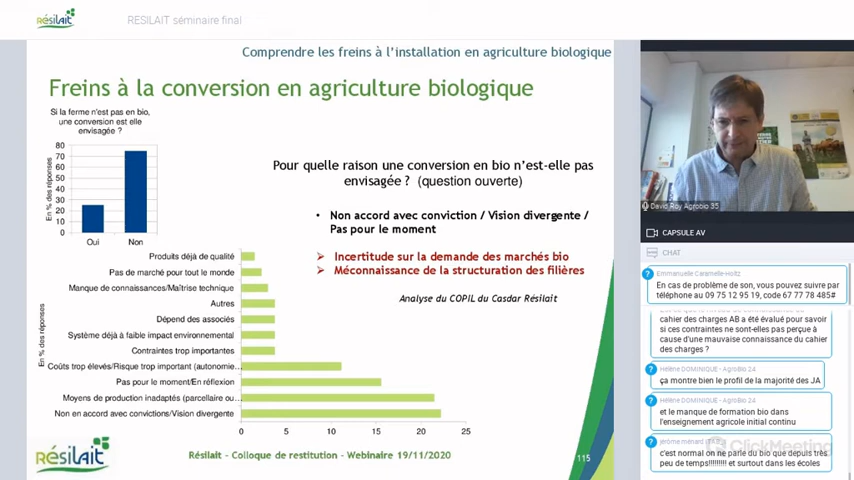 résilait
RESILAIT séminaire final
Comprendre les freins à l'installation en agriculture biologique
Freins à la conversion en agriculture biologique
Si la ferme n'est pas en bio,
une conversion est elle
envisagée ?
En % des réponses
80
70
60
50
40
30
20
10
0
Oui
Non
Pour quelle raison une conversion en bio n'est-elle pas
envisagée ? (question ouverte)
• Non accord avec conviction / Vision divergente /
Pas pour le moment
Incertitude sur la demande des marchés bio
Méconnaissance de la structuration des filières
Analyse du COPIL du Casdar Résilait
En % des réponses
Produits déjà de qualité
Pas de marché pour tout le monde
Manque de connaissances/Maîtrise technique
Autres
Dépend des associés
Système déjà à faible impact environnemental
Contraintes trop importantes
Coûts trop élevés/Risque trop important (autonomie…
Pas pour le moment/En réflexion
Moyens de production inadaptés (parcellaire ou…
Non en accord avec convictions/Vision divergente
0
5
10
15
20
25
résilait
Résilait - Colloque de restitution - Webinaire 19/11/2020
115
David Roy Agrobio 35
CAPSULE AV
CHAT
Emmanuelle Caramelle-Holtz
En cas de problème de son, vous pouvez suivre par
téléphone au 09 75 12 95 19, code 67 77 78 485#
cahier des charges AB a été évalué pour savoir
si ces contraintes ne sont-elles pas perçue à
cause d'une mauvaise connaissance du cahier
des charges ?
Hélène DOMINIQUE - AgroBio 24
ça montre bien le profil de la majorité des JA
Hélène DOMINIQUE - AgroBio 24
et le manque de formation bio dans
l'enseignement agricole initial continu
jérôme ménard
c'est normal on ne parle du bio que depuis très
peu de temps!!!!!!!!! et surtout dans les écoles
ClickMeeting